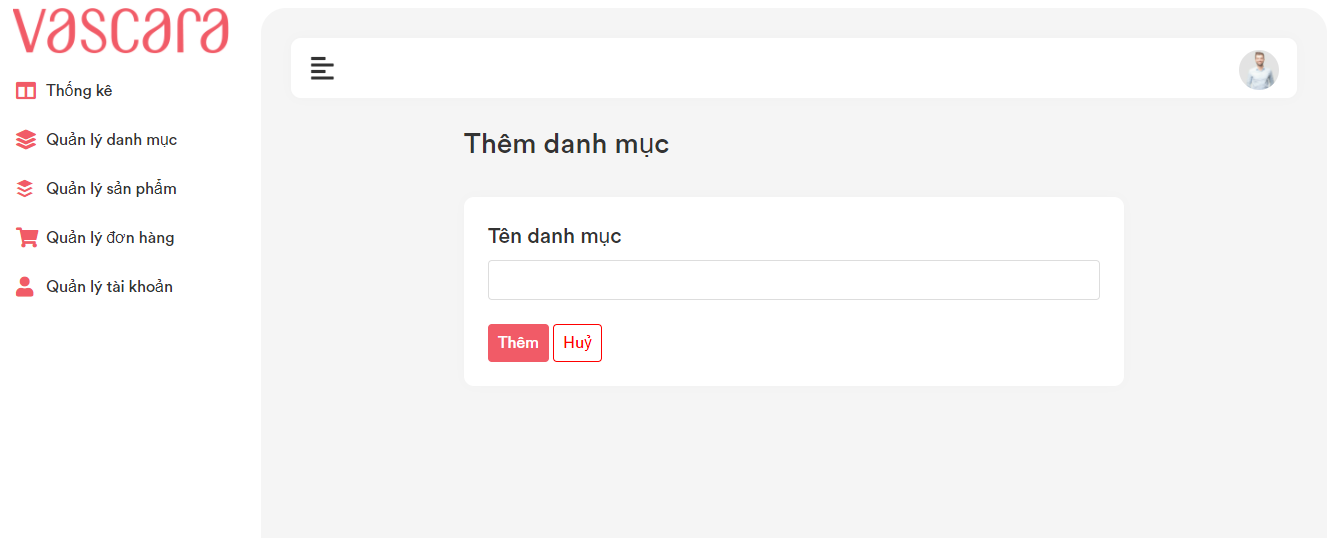 vascara
Thống kê
Quản lý danh mục
Quản lý sản phẩm
Quản lý đơn hàng
Quản lý tài khoản
Thêm danh mục
Tên danh mục
Thêm
Huỷ